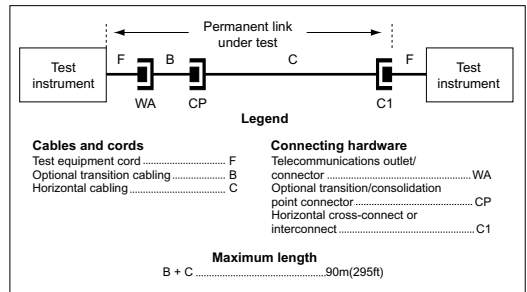 Permanent link
under test
F B C F
Test
instrument
Test
instrument
WA CP C1
Legend
Cables and cords
Test equipment cord ............................ F
Optional transition cabling .................. B
Horizontal cabling ............................... C
Connecting hardware
Telecommunications outlet/
connector ................................................ WA
Optional transition/consolidation
point connector ....................................... CP
Horizontal cross-connect or
interconnect ............................................ C1
Maximum length
B + C .....................................................90m(295ft)